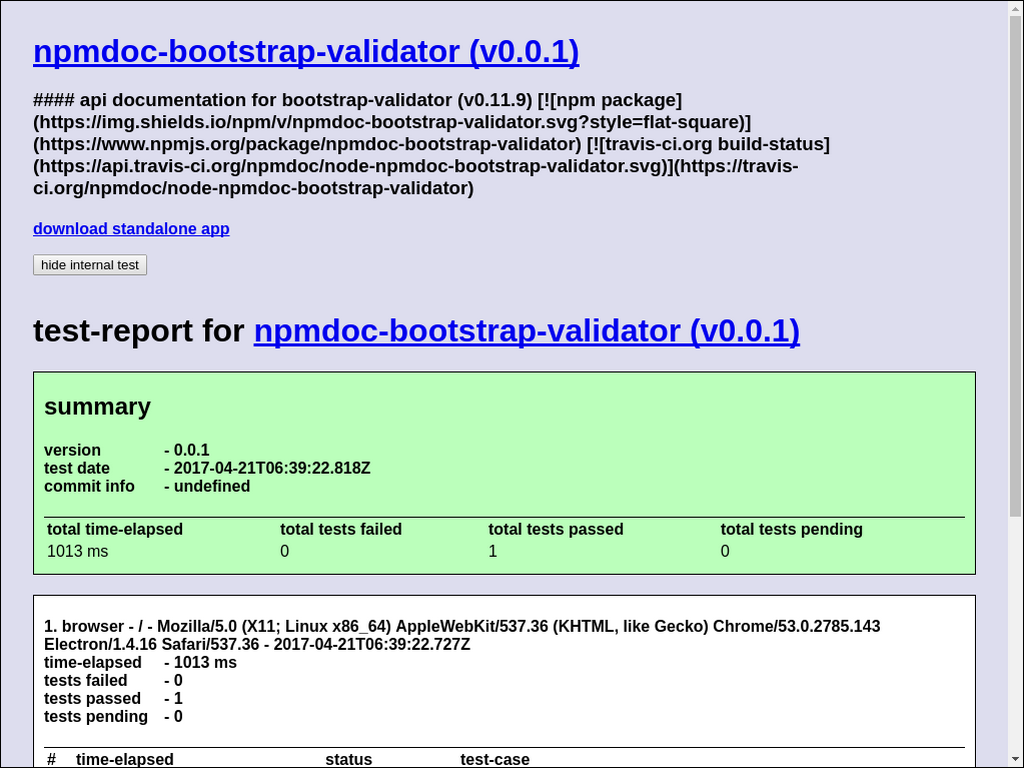 npmdoc-bootstrap-validator (v0.0.1)
#### api documentation for bootstrap-validator (v0.11.9) [![npm package]
(https://img.shields.io/npm/v/npmdoc-bootstrap-validator.svg?style=flat-square)]
(https://www.npmjs.org/package/npmdoc-bootstrap-validator) [![travis-ci.org build-status]
(https://api.travis-ci.org/npmdoc/node-npmdoc-bootstrap-validator.svg)](https://travis-
ci.org/npmdoc/node-npmdoc-bootstrap-validator)
download standalone app
hide internal test
test-report for npmdoc-bootstrap-validator (v0.0.1)
summary
version - 0.0.1
test date - 2017-04-21T06:39:22.818Z
commit info - undefined
total time-elapsed total tests failed total tests passed total tests pending
1013 ms 0 1 0
1. browser - / - Mozilla/5.0 (X11; Linux x86_64) AppleWebKit/537.36 (KHTML, like Gecko) Chrome/53.0.2785.143
Electron/1.4.16 Safari/537.36 - 2017-04-21T06:39:22.727Z
time-elapsed - 1013 ms
tests failed - 0
tests passed - 1
tests pending - 0
# time-elapsed status test-case